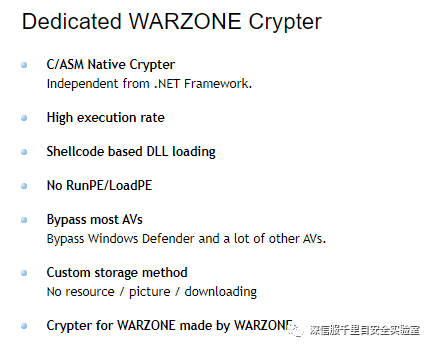 Dedicated WARZONE Crypter
C/ASM Native Crypter
Independent from .NET Framework.
High execution rate
Shellcode based DLL loading
No RunPE/LoadPE
Bypass most AVs
Bypass Windows Defender and a lot of other AVs.
Custom storage method
No resource / picture / downloading
Crypter for WARZONE made by WARZONE
深信服千里目安全实验室